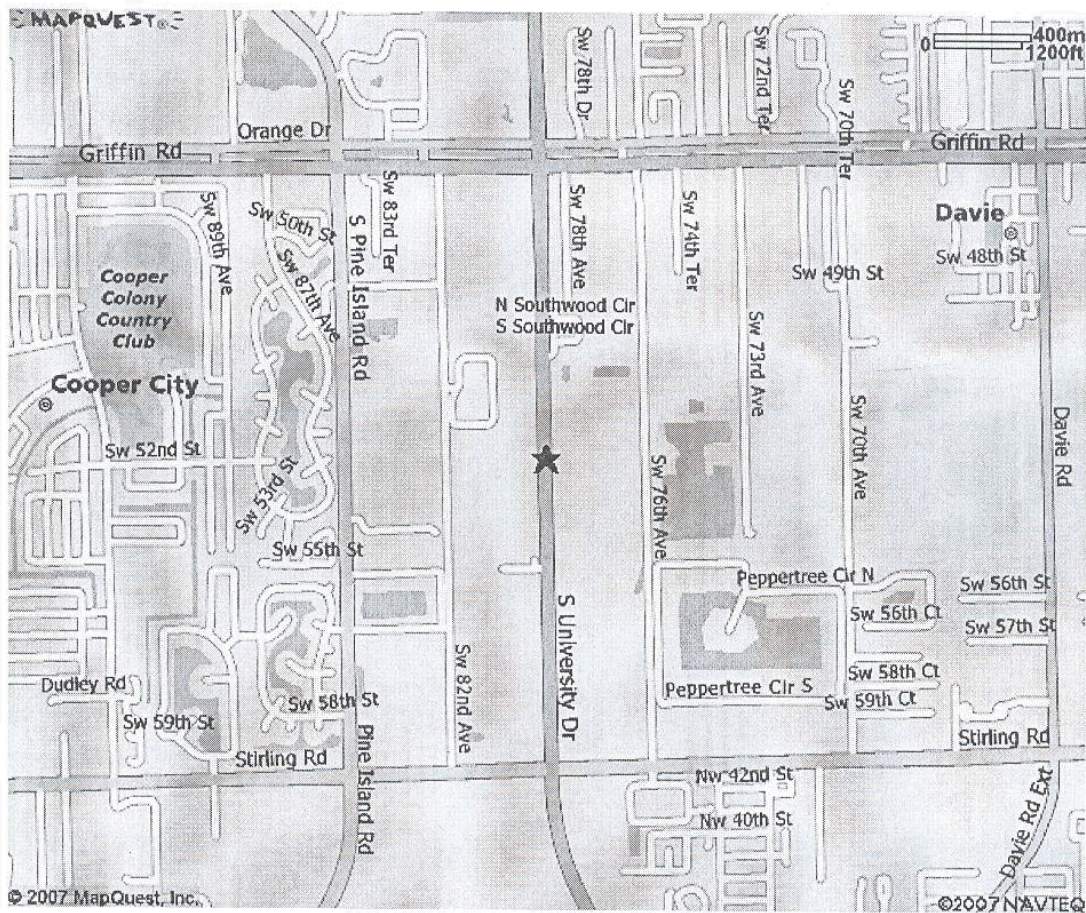 MAPQUEST
400m
0
1200ft
Sw 78th Dr
Sw 72nd Ter
Sw 70th Ter
Orange Dr
Griffin Rd
Griffin Rd
Sw 89th Ave
Sw 50th St
S Pine Island Rd
Sw 83rd Ter
Sw 78th Ave
Sw 74th Ter
Davie
Sw 48th St
Sw 49th St
Sw 87th Ave
Cooper
Colony
Country
Club
N Southwood Cir
S Southwood Cir
Sw 73rd Ave
Cooper City
Sw 70th Ave
Davie Rd
Sw 52nd St
Sw 53rd St
Sw 76th Ave
Sw 55th St
Peppertree Cir N
Sw 56th St
S University Dr
Sw 56th Ct
Sw 57th St
Sw 82nd Ave
Dudley Rd
Sw 58th Ct
Peppertree Cir S
Sw 58th St
Sw 59th Ct
Sw 59th St
Pine Island Rd
Stirling Rd
Stirling Rd
Nw 42nd St
Davie Rd Ext
Nw 40th St
© 2007 MapQuest, Inc.
©2007 NAVTEQ